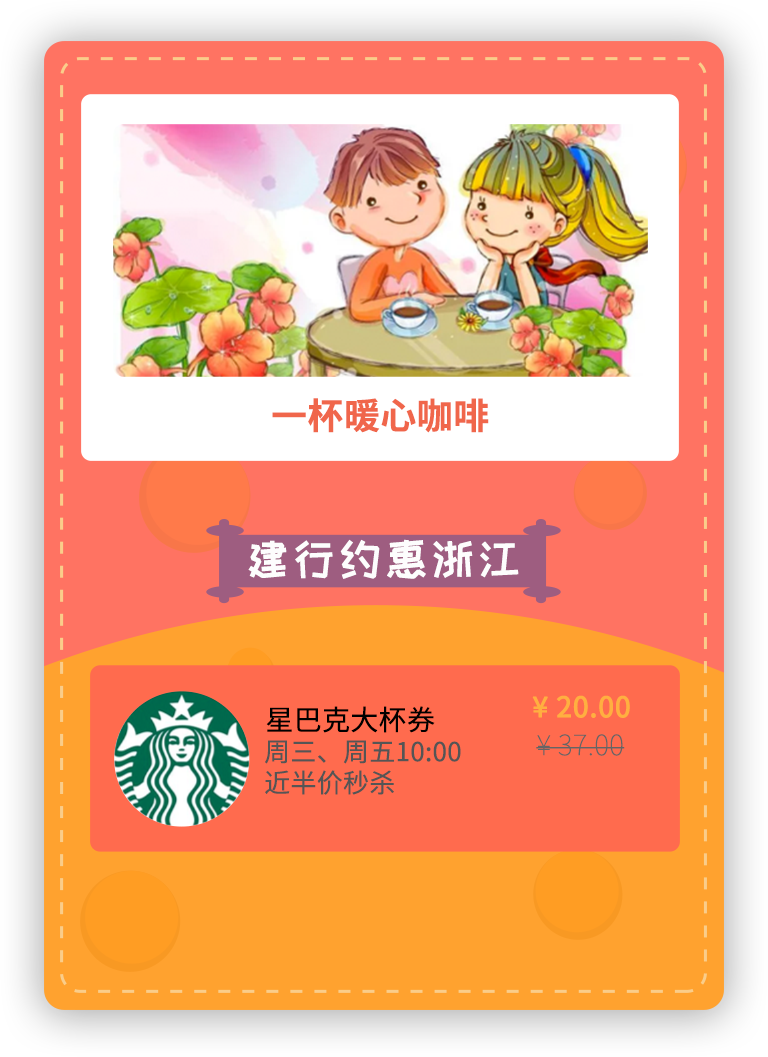 一杯暖心咖啡
建行约惠浙江
星巴克大杯券
¥ 20.00
周三、周五10:00
¥ 37.00
近半价秒杀